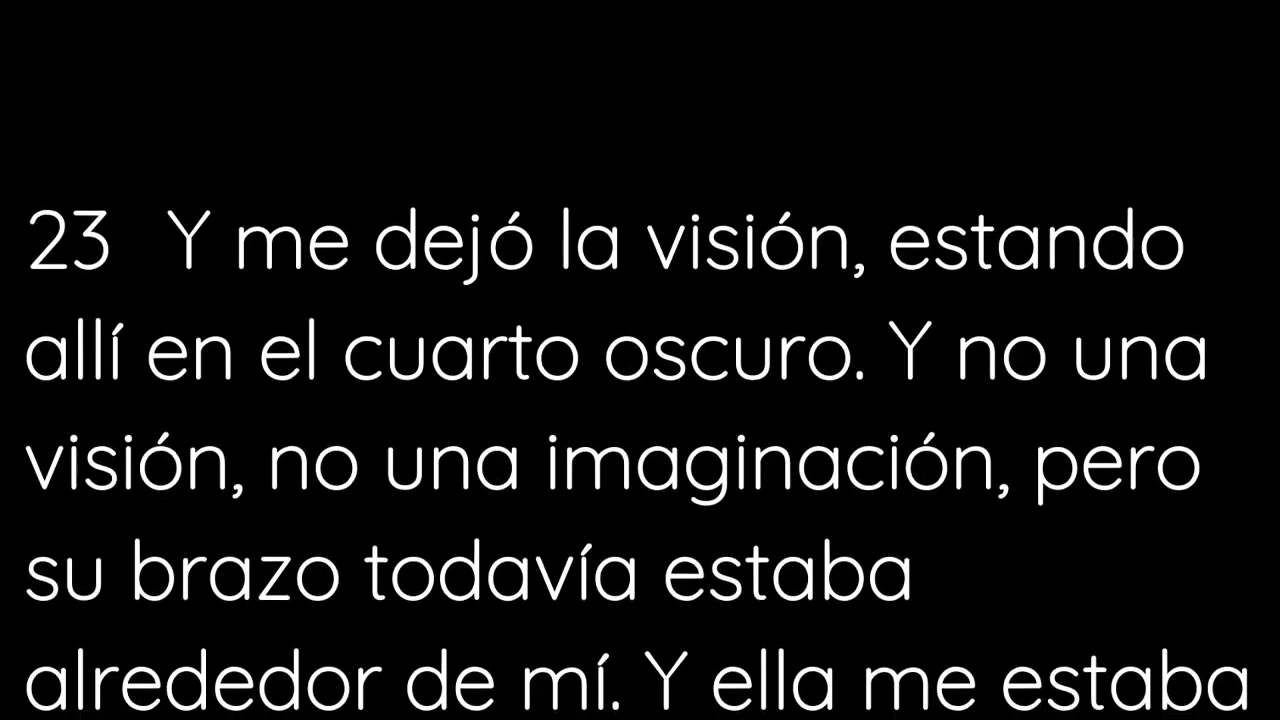 23 Y me dejó la visión, estando
allí en el cuarto oscuro. Y no una
visión, no una imaginación, pero
su brazo todavía estaba
alrededor de mí. Y ella me estaba